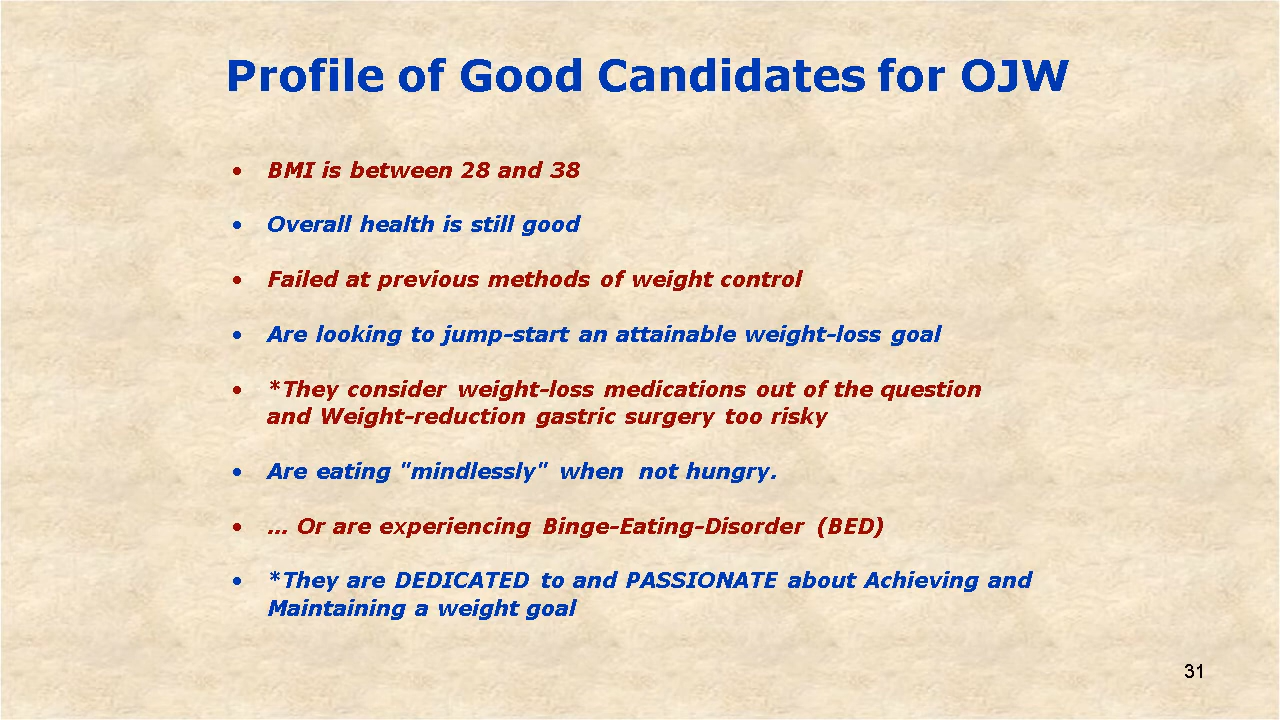 Profile of Good Candidates for OJW
• BMI is between 28 and 38
• Overall health is still good
• Failed at previous methods of weight control
• Are looking to jump-start an attainable weight-loss goal
• *They consider weight-loss medications out of the question
and Weight-reduction gastric surgery too risky
• Are eating "mindlessly" when not hungry.
• … Or are experiencing Binge-Eating-Disorder (BED)
• *They are DEDICATED to and PASSIONATE about Achieving and
Maintaining a weight goal
31